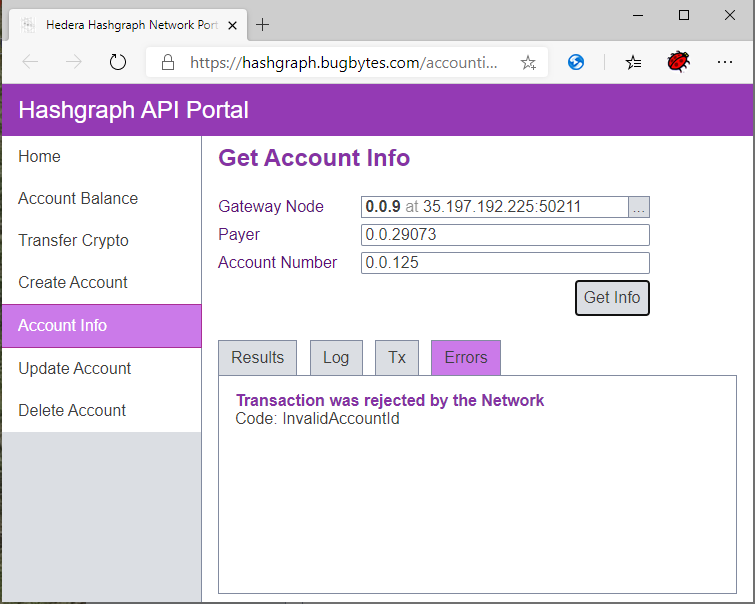 Hedera Hashgraph Network Port
https://hashgraph.bugbytes.com/accounti...
Hashgraph API Portal
Home
Account Balance
Transfer Crypto
Create Account
Account Info
Update Account
Delete Account
Get Account Info
Gateway Node 0.0.9 at 35.197.192.225:50211 ...
Payer 0.0.29073
Account Number 0.0.125
Get Info
Results Log Tx Errors
Transaction was rejected by the Network
Code: InvalidAccountId